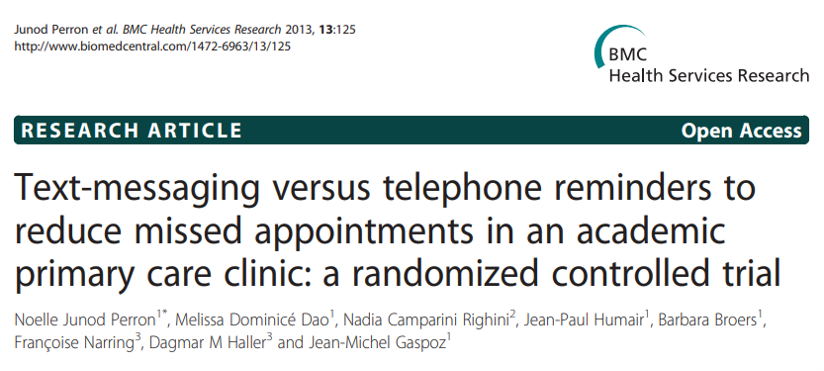 Junod Perron et al. BMC Health Services Research 2013, 13:125
http://www.biomedcentral.com/1472-6963/13/125
BMC
Health Services Research
RESEARCH ARTICLE
Open Access
Text-messaging versus telephone reminders to
reduce missed appointments in an academic
primary care clinic: a randomized controlled trial
Noelle Junod Perron1*, Melissa Dominicé Dao1, Nadia Camparini Righini2, Jean-Paul Humair1, Barbara Broers1,
Françoise Narring3, Dagmar M Haller3 and Jean-Michel Gaspoz1